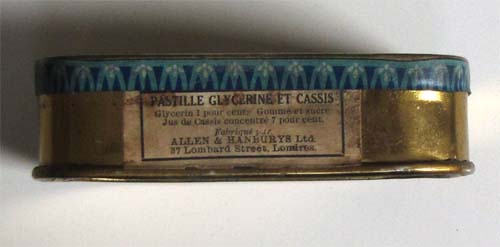 PASTILLE GLYCERINE ET CASSIS
Glycerin 1 pour cent. Gomme et sucre
Jus de Cassis concentré 7 pour cent.
Fabriqué par
ALLEN & HANBURYS Ltd.
37 Lombard Street, Londres.